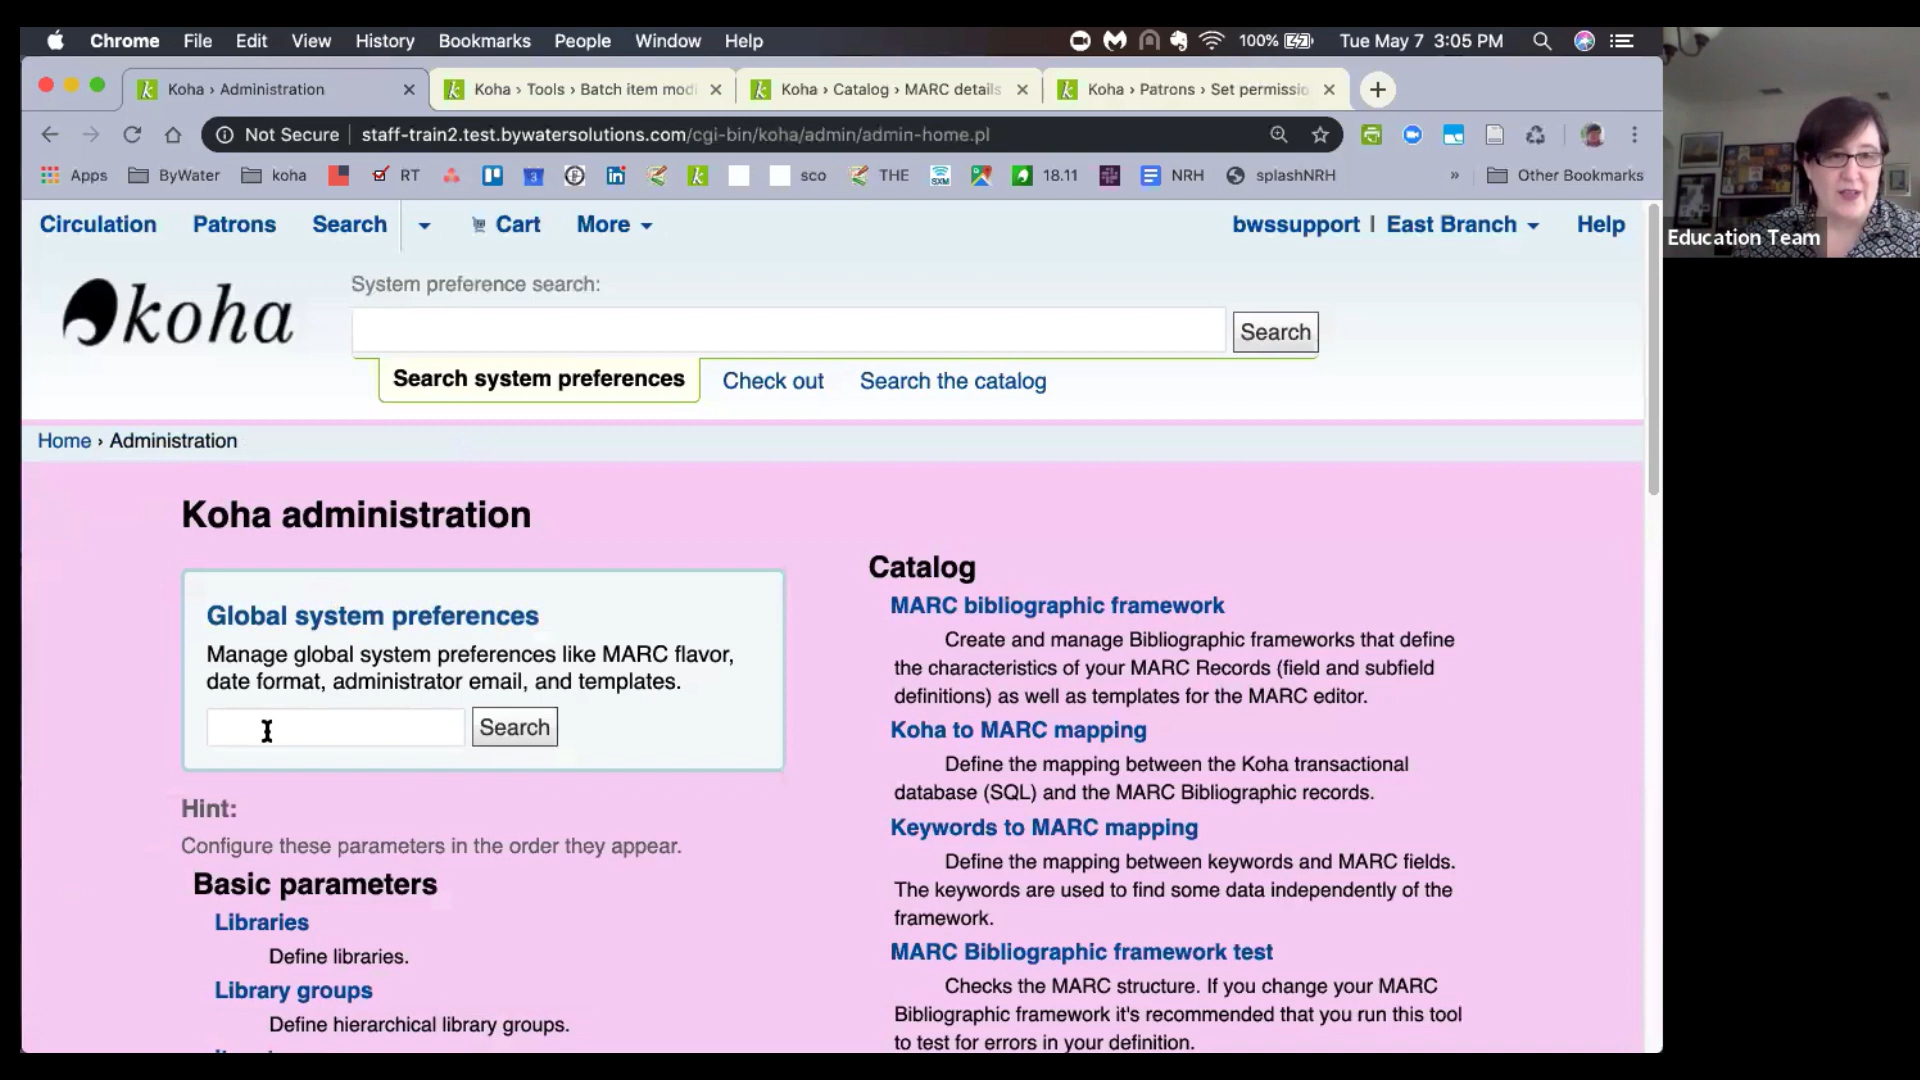 Chrome File Edit View History Bookmarks People Window Help 100% Tue May 7 3:05 PM
Koha › Administration Koha › Tools › Batch item modi Koha › Catalog › MARC details Koha › Patrons › Set permissio
Not Secure staff-train2.test.bywatersolutions.com/cgi-bin/koha/admin/admin-home.pl
Apps ByWater koha RT sco THE 18.11 NRH splashNRH » Other Bookmarks
Circulation Patrons Search Cart More bwssupport | East Branch Help
Education Team
koha
System preference search:
Search
Search system preferences Check out Search the catalog
Home › Administration
Koha administration
Global system preferences
Manage global system preferences like MARC flavor,
date format, administrator email, and templates.
Search
Hint:
Configure these parameters in the order they appear.
Basic parameters
Libraries
Define libraries.
Library groups
Define hierarchical library groups.
Catalog
MARC bibliographic framework
Create and manage Bibliographic frameworks that define
the characteristics of your MARC Records (field and subfield
definitions) as well as templates for the MARC editor.
Koha to MARC mapping
Define the mapping between the Koha transactional
database (SQL) and the MARC Bibliographic records.
Keywords to MARC mapping
Define the mapping between keywords and MARC fields.
The keywords are used to find some data independently of the
framework.
MARC Bibliographic framework test
Checks the MARC structure. If you change your MARC
Bibliographic framework it's recommended that you run this tool
to test for errors in your definition.